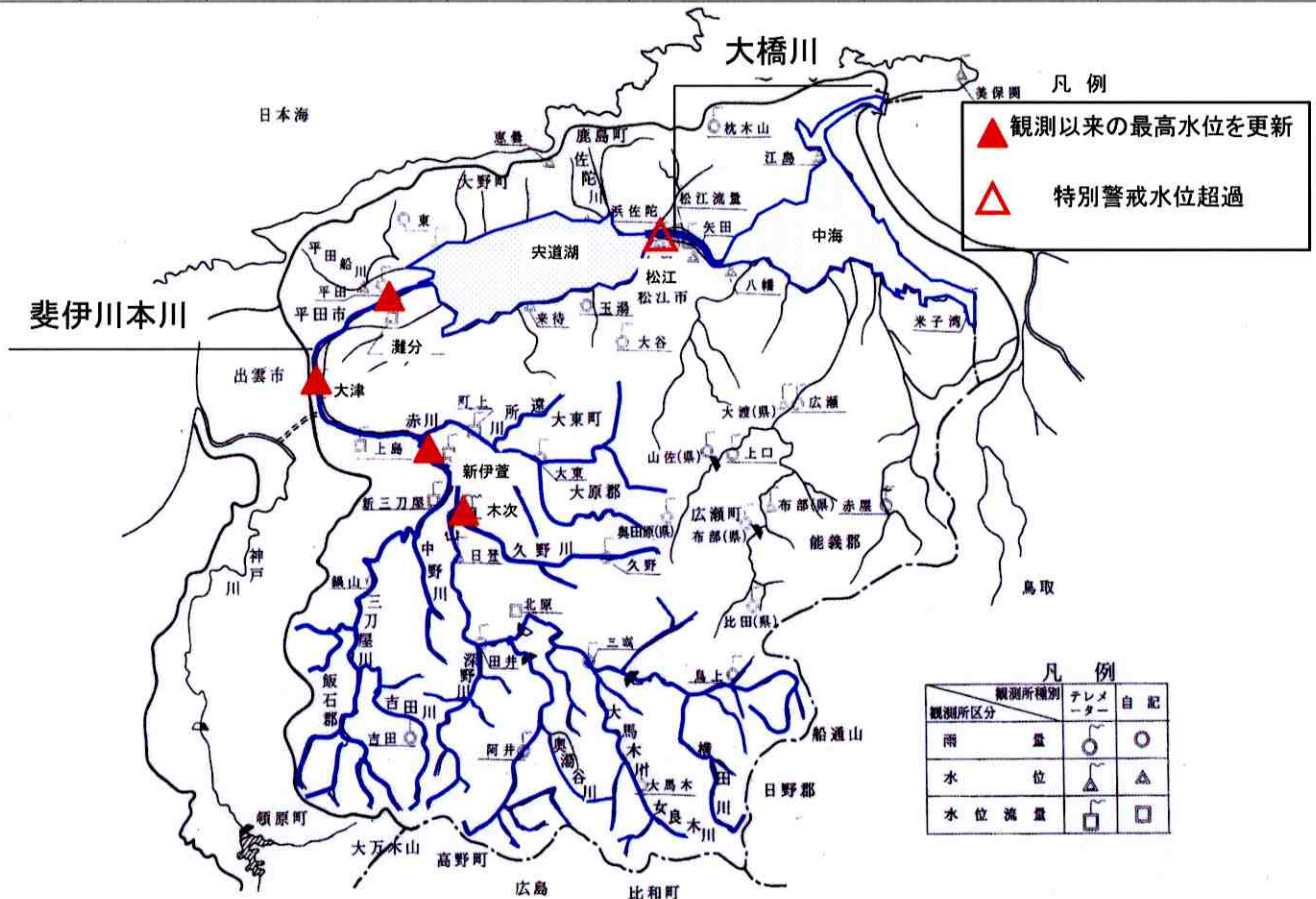 大橋川
日本海
美保関
凡例
観測以来の最高水位を更新
特別警戒水位超過
枕木山
江島
恵曇
鹿島町
佐陀川
大野町
松江流量
浜佐陀
矢田
中海
東
宍道湖
平田船川
平田
平田市
松江
松江市
八幡
米子湾
来待
玉湯
大谷
斐伊川本川
灘分
出雲市
大津
大渡(県)
広瀬
町上
赤川
遠所川
大東町
上島
山佐(県)
上口
新伊萱
大東
大原郡
新三刀屋
木次
奥田原(県)
広瀬町
布部(県)
布部(県)
赤屋
能義郡
日登
久野川
久野
中野川
神戸川
鍋山
三刀屋川
北原
比田(県)
鳥取
田井
三成
鳥上
深野川
飯石郡
吉田川
吉田
阿井
奥湯谷川
大馬木川
大馬木
横田川
女良木川
船通山
日野郡
頓原町
大万木山
高野町
広島
比和町
凡例
観測所種別
観測所区分
テレメーター
自記
雨量
水位
水位流量